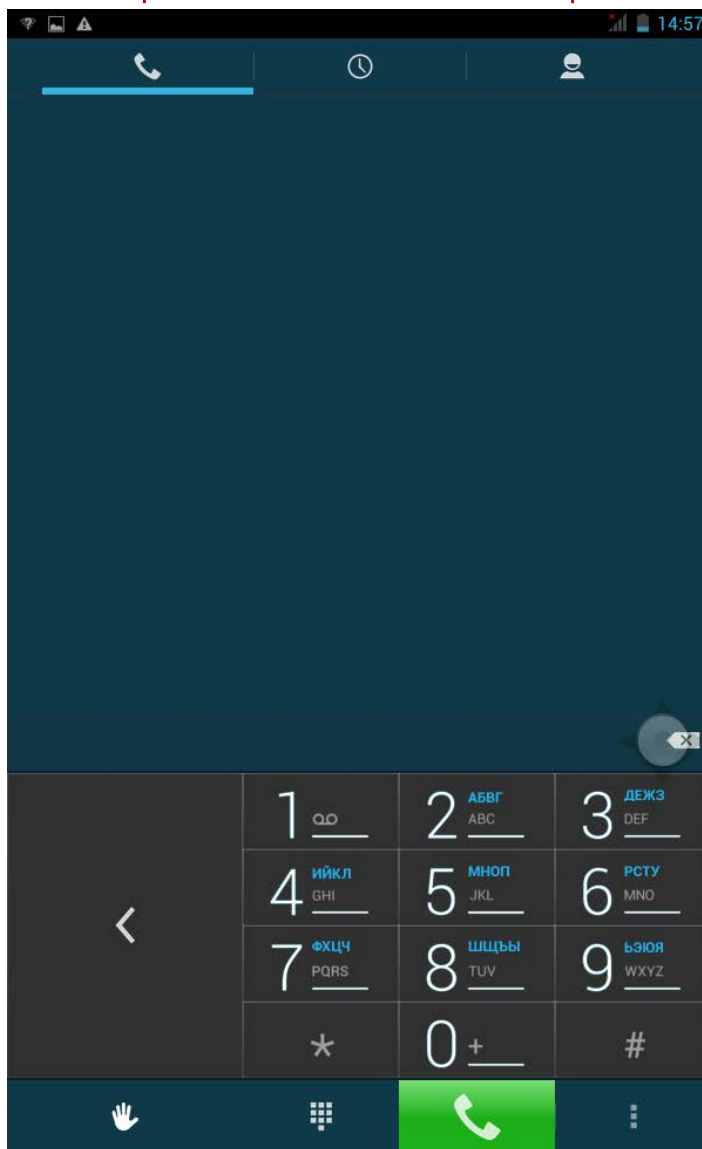 14:57
1
2 АБВГ ABC
3 ДЕЖЗ DEF
4 ИЙКЛ GHI
5 МНОП JKL
6 РСТУ MNO
7 ФХЦЧ PQRS
8 ШЩЪЫ TUV
9 ЬЭЮЯ WXYZ
*
0 +
#